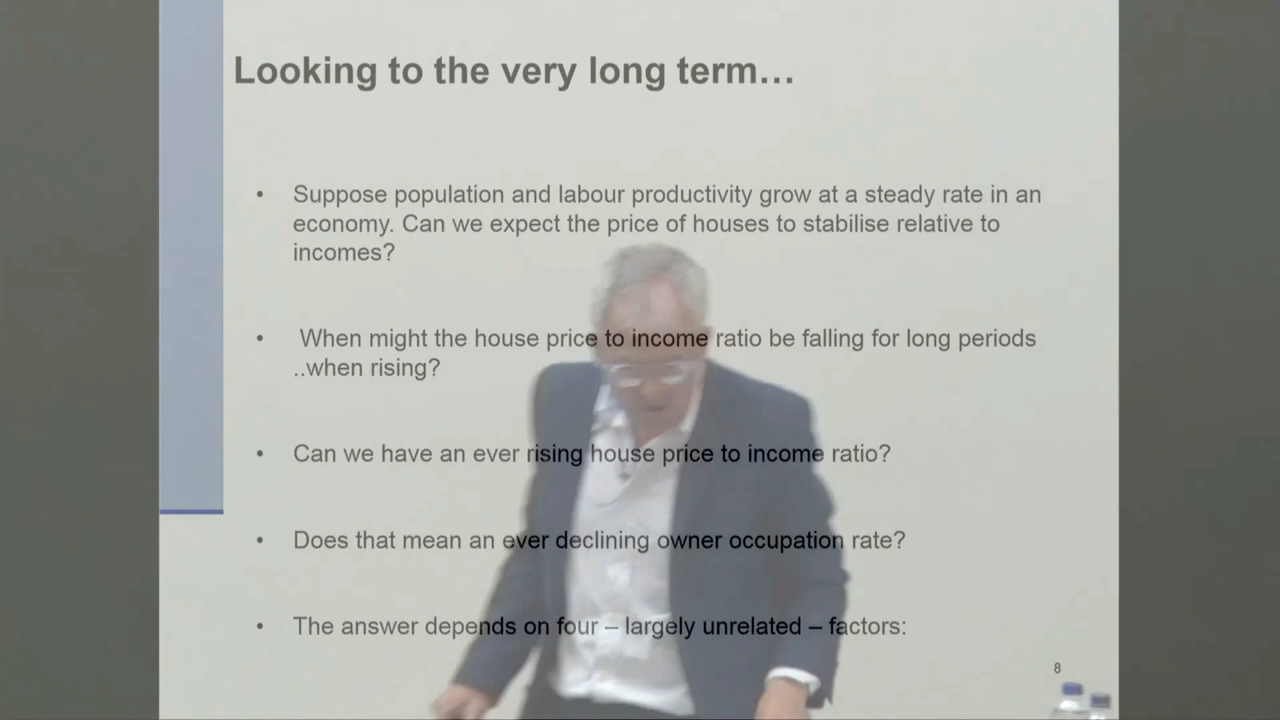 Looking to the very long term…
• Suppose population and labour productivity grow at a steady rate in an
economy. Can we expect the price of houses to stabilise relative to
incomes?
• When might the house price to income ratio be falling for long periods
..when rising?
• Can we have an ever rising house price to income ratio?
• Does that mean an ever declining owner occupation rate?
• The answer depends on four – largely unrelated – factors:
8